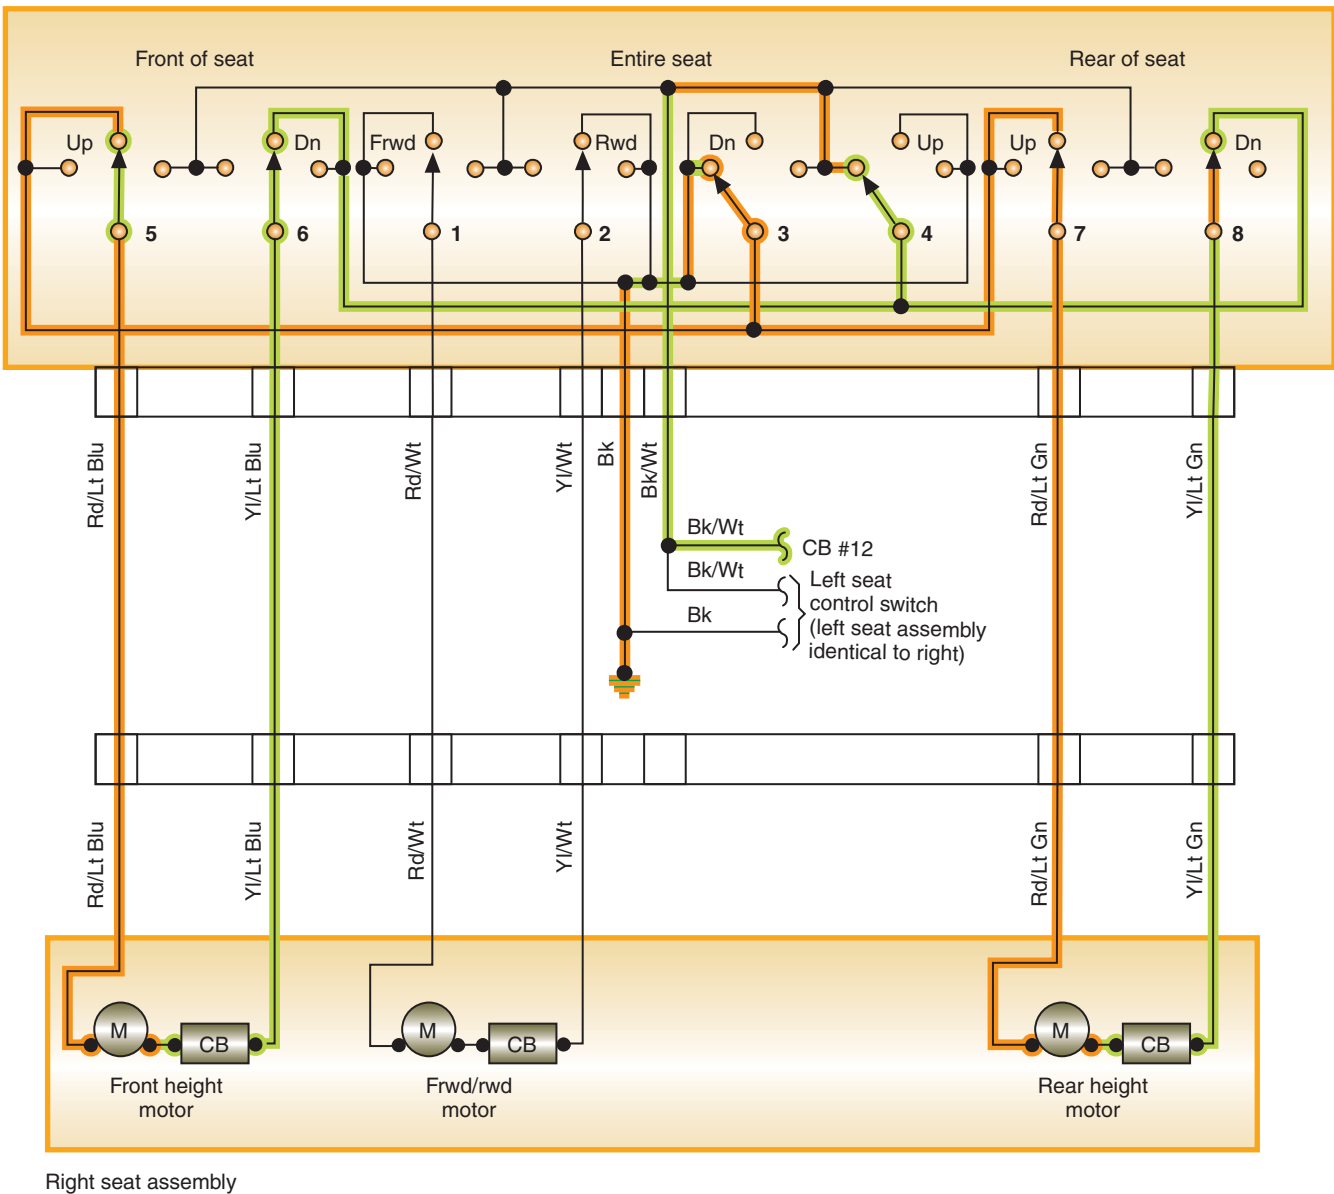 Front of seat
Entire seat
Rear of seat
Up
Dn
Frwd
Rwd
Dn
Up
Up
Dn
5
6
1
2
3
4
7
8
Rd/Lt Blu
Yl/Lt Blu
Rd/Wt
Yl/Wt
Bk
Bk/Wt
Rd/Lt Gn
Yl/Lt Gn
Bk/Wt
CB #12
Bk/Wt
Left seat
control switch
(left seat assembly
identical to right)
Bk
Rd/Lt Blu
Yl/Lt Blu
Rd/Wt
Yl/Wt
Rd/Lt Gn
Yl/Lt Gn
M
CB
M
CB
M
CB
Front height
motor
Frwd/rwd
motor
Rear height
motor
Right seat assembly